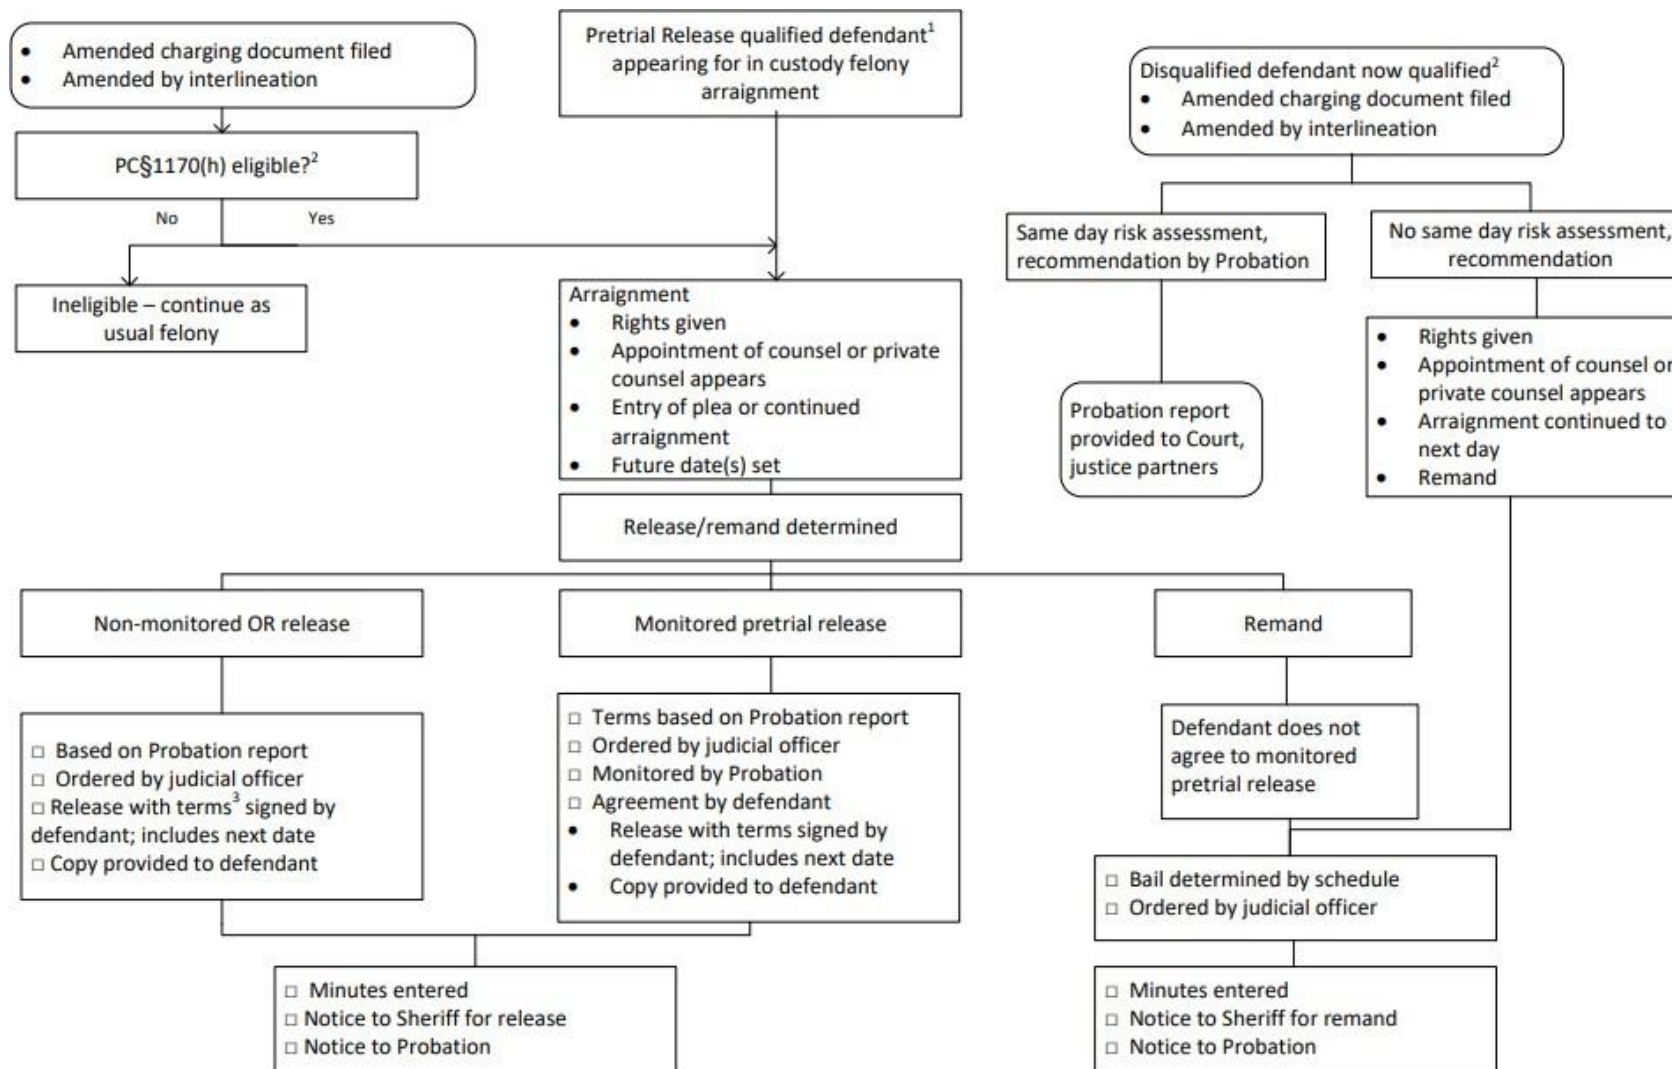 • Amended charging document filed
• Amended by interlineation
PC§1170(h) eligible?²
No
Yes
Ineligible – continue as
usual felony
Pretrial Release qualified defendant¹
appearing for in custody felony
arraignment
Arraignment
• Rights given
• Appointment of counsel or private
counsel appears
• Entry of plea or continued
arraignment
• Future date(s) set
Release/remand determined
Disqualified defendant now qualified²
• Amended charging document filed
• Amended by interlineation
Same day risk assessment,
recommendation by Probation
Probation report
provided to Court,
justice partners
No same day risk assessment,
recommendation
• Rights given
• Appointment of counsel or
private counsel appears
• Arraignment continued to
next day
• Remand
Non-monitored OR release
□ Based on Probation report
□ Ordered by judicial officer
□ Release with terms³ signed by
defendant; includes next date
□ Copy provided to defendant
Monitored pretrial release
□ Terms based on Probation report
□ Ordered by judicial officer
□ Monitored by Probation
□ Agreement by defendant
• Release with terms signed by
defendant; includes next date
• Copy provided to defendant
Remand
Defendant does not
agree to monitored
pretrial release
□ Bail determined by schedule
□ Ordered by judicial officer
□ Minutes entered
□ Notice to Sheriff for release
□ Notice to Probation
□ Minutes entered
□ Notice to Sheriff for remand
□ Notice to Probation